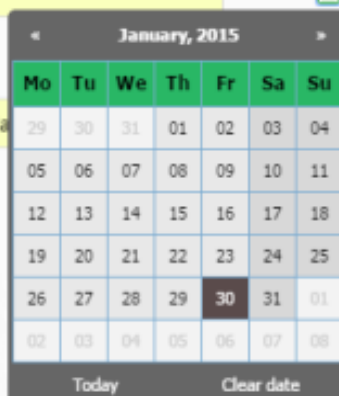 « January, 2015 »
Mo Tu We Th Fr Sa Su
29 30 31 01 02 03 04
05 06 07 08 09 10 11
12 13 14 15 16 17 18
19 20 21 22 23 24 25
26 27 28 29 30 31 01
02 03 04 05 06 07 08
Today Clear date